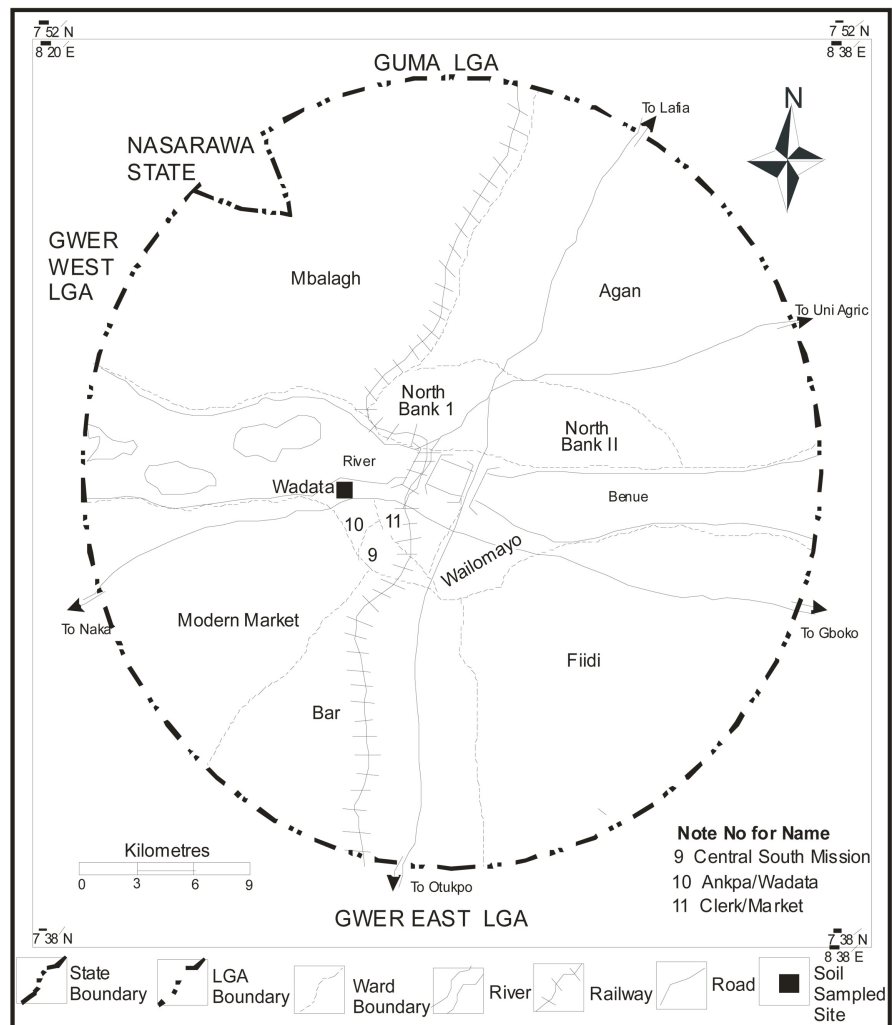 7 52 N
8 20 E
7 52 N
8 38 E
GUMA LGA
To Lafia
N
NASARAWA
STATE
GWER
WEST
LGA
Mbalagh
Agan
To Uni Agric
North
Bank 1
North
Bank II
River
Wadata
Benue
10
11
9
Wailomayo
To Naka
Modern Market
To Gboko
Fiidi
Bar
Note No for Name
9 Central South Mission
10 Ankpa/Wadata
11 Clerk/Market
Kilometres
0 3 6 9
To Otukpo
GWER EAST LGA
7 38 N
7 38 N
8 38 E
State
Boundary
LGA
Boundary
Ward
Boundary
River
Railway
Road
Soil
Sampled
Site